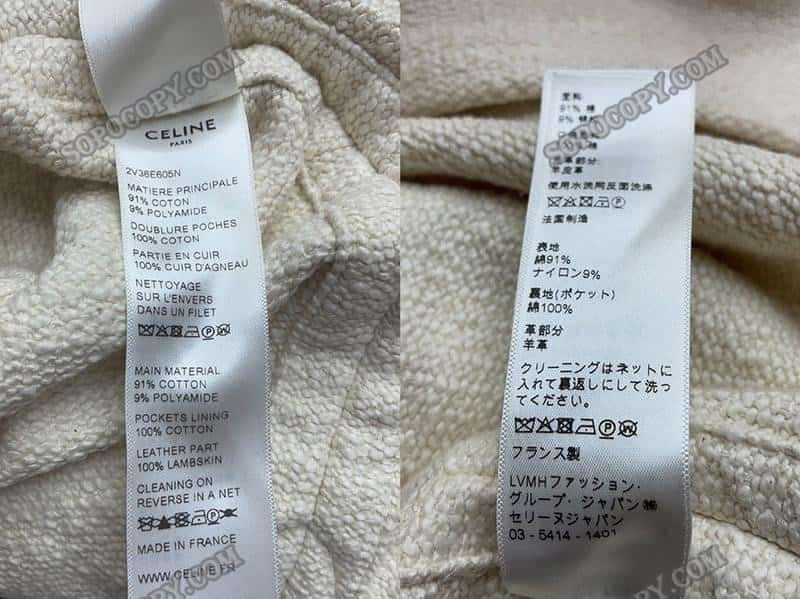 CELINE
PARIS
2V36E605N
MATIERE PRINCIPALE
91% COTON
9% POLYAMIDE
DOUBLURE POCHES
100% COTON
PARTIE EN CUIR
100% CUIR D'AGNEAU
NETTOYAGE
SUR L'ENVERS
DANS UN FILET
MAIN MATERIAL
91% COTTON
9% POLYAMIDE
POCKETS LINING
100% COTTON
LEATHER PART
100% LAMBSKIN
CLEANING ON
REVERSE IN A NET
MADE IN FRANCE
WWW.CELINE.FR
SOPOCOPY.COM
SOPOCOPY.COM
SOPOCOPY.COM
91% 棉
9%
皮革部分:
羊皮革
使用水洗网反面洗涤
法国制造
表地
綿91%
ナイロン9%
裏地(ポケット)
綿100%
革部分
羊革
クリーニングはネットに
入れて裏返しにして洗っ
てください。
フランス製
LVMHファッション・
グループ・ジャパン㈱
セリーヌジャパン
03-5414-1401
SOPOCOPY.COM
SOPOCOPY.COM
SOPOCOPY.COM